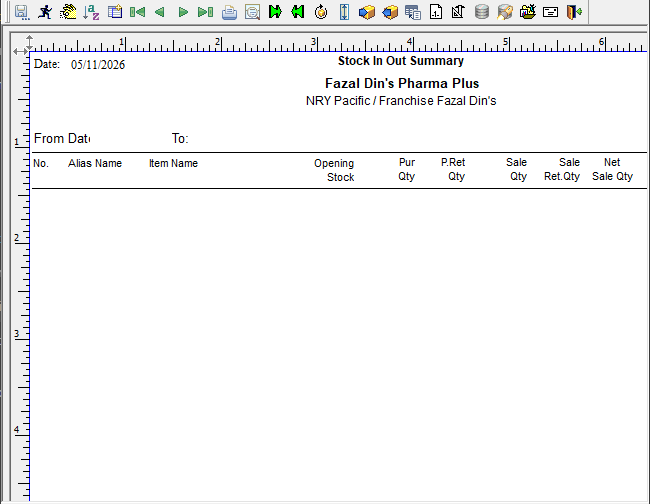 1 2 3 4 5 6
Date: 05/11/2026
Stock In Out Summary
Fazal Din's Pharma Plus
NRY Pacific / Franchise Fazal Din's
1
From Date To:
No. Alias Name Item Name Opening Stock Pur Qty P.Ret Qty Sale Qty Sale Ret.Qty Net Sale Qty
2
3
4